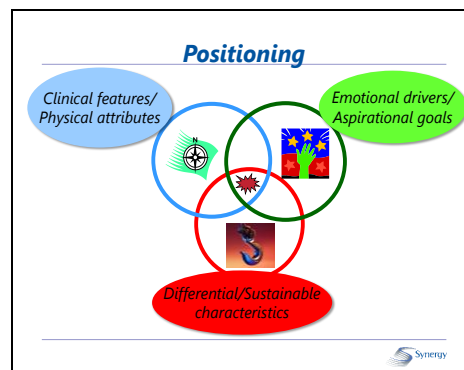 Positioning
Clinical features/
Physical attributes
Emotional drivers/
Aspirational goals
N
Differential/Sustainable
characteristics
Synergy